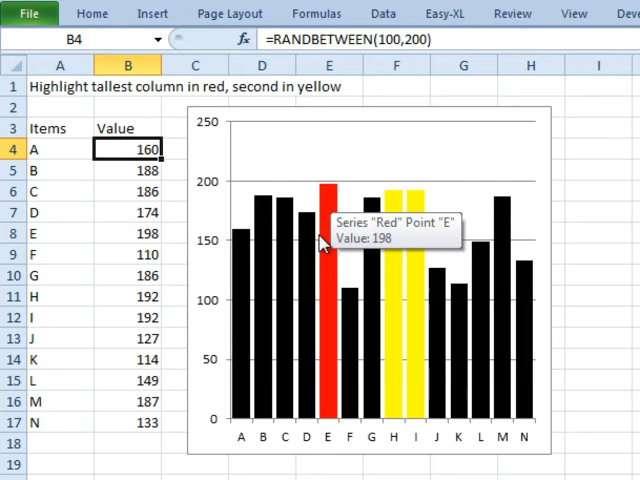 File Home Insert Page Layout Formulas Data Easy-XL Review View Deve
B4 fx =RANDBETWEEN(100,200)
A B C D E F G H I
1 Highlight tallest column in red, second in yellow
2
3 Items Value
4 A 160
5 B 188
6 C 186
7 D 174
8 E 198
9 F 110
10 G 186
11 H 192
12 I 192
13 J 127
14 K 114
15 L 149
16 M 187
17 N 133
18
19
250
200
150
100
50
0
Series "Red" Point "E"
Value: 198
A B C D E F G H I J K L M N